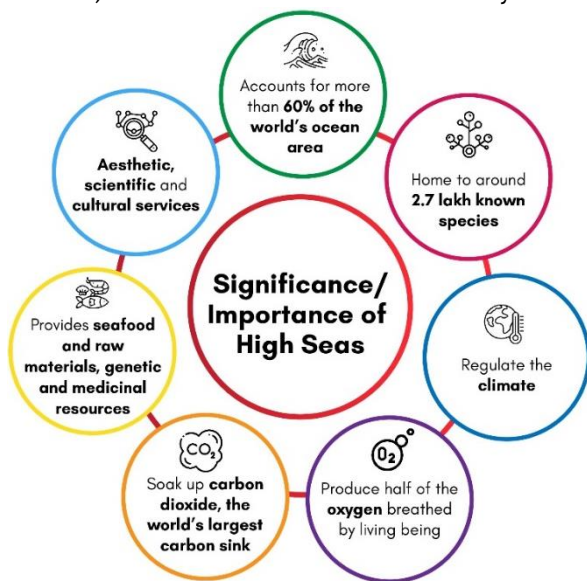 Accounts for more
than 60% of the
world's ocean
area
Home to around
2.7 lakh known
species
Regulate the
climate
O₂
Produce half of the
oxygen breathed
by living being
CO₂
Soak up carbon
dioxide, the
world's largest
carbon sink
Provides seafood
and raw
materials, genetic
and medicinal
resources
Aesthetic,
scientific and
cultural services
Significance/
Importance of
High Seas